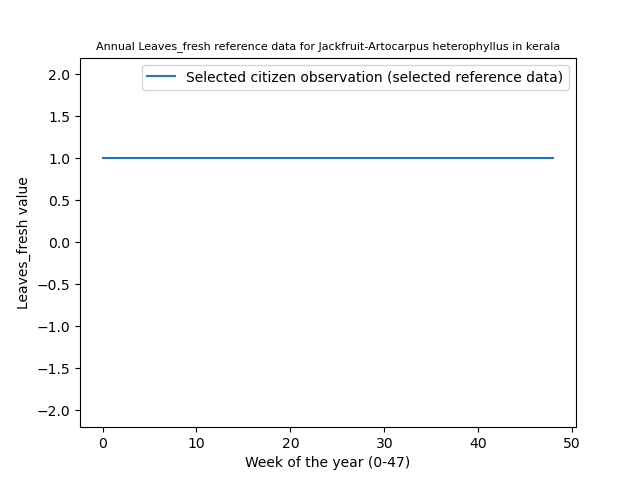 Annual Leaves_fresh reference data for Jackfruit-Artocarpus heterophyllus in kerala
Selected citizen observation (selected reference data)
2.0
1.5
1.0
0.5
0.0
−0.5
−1.0
−1.5
−2.0
Leaves_fresh value
0 10 20 30 40 50
Week of the year (0-47)